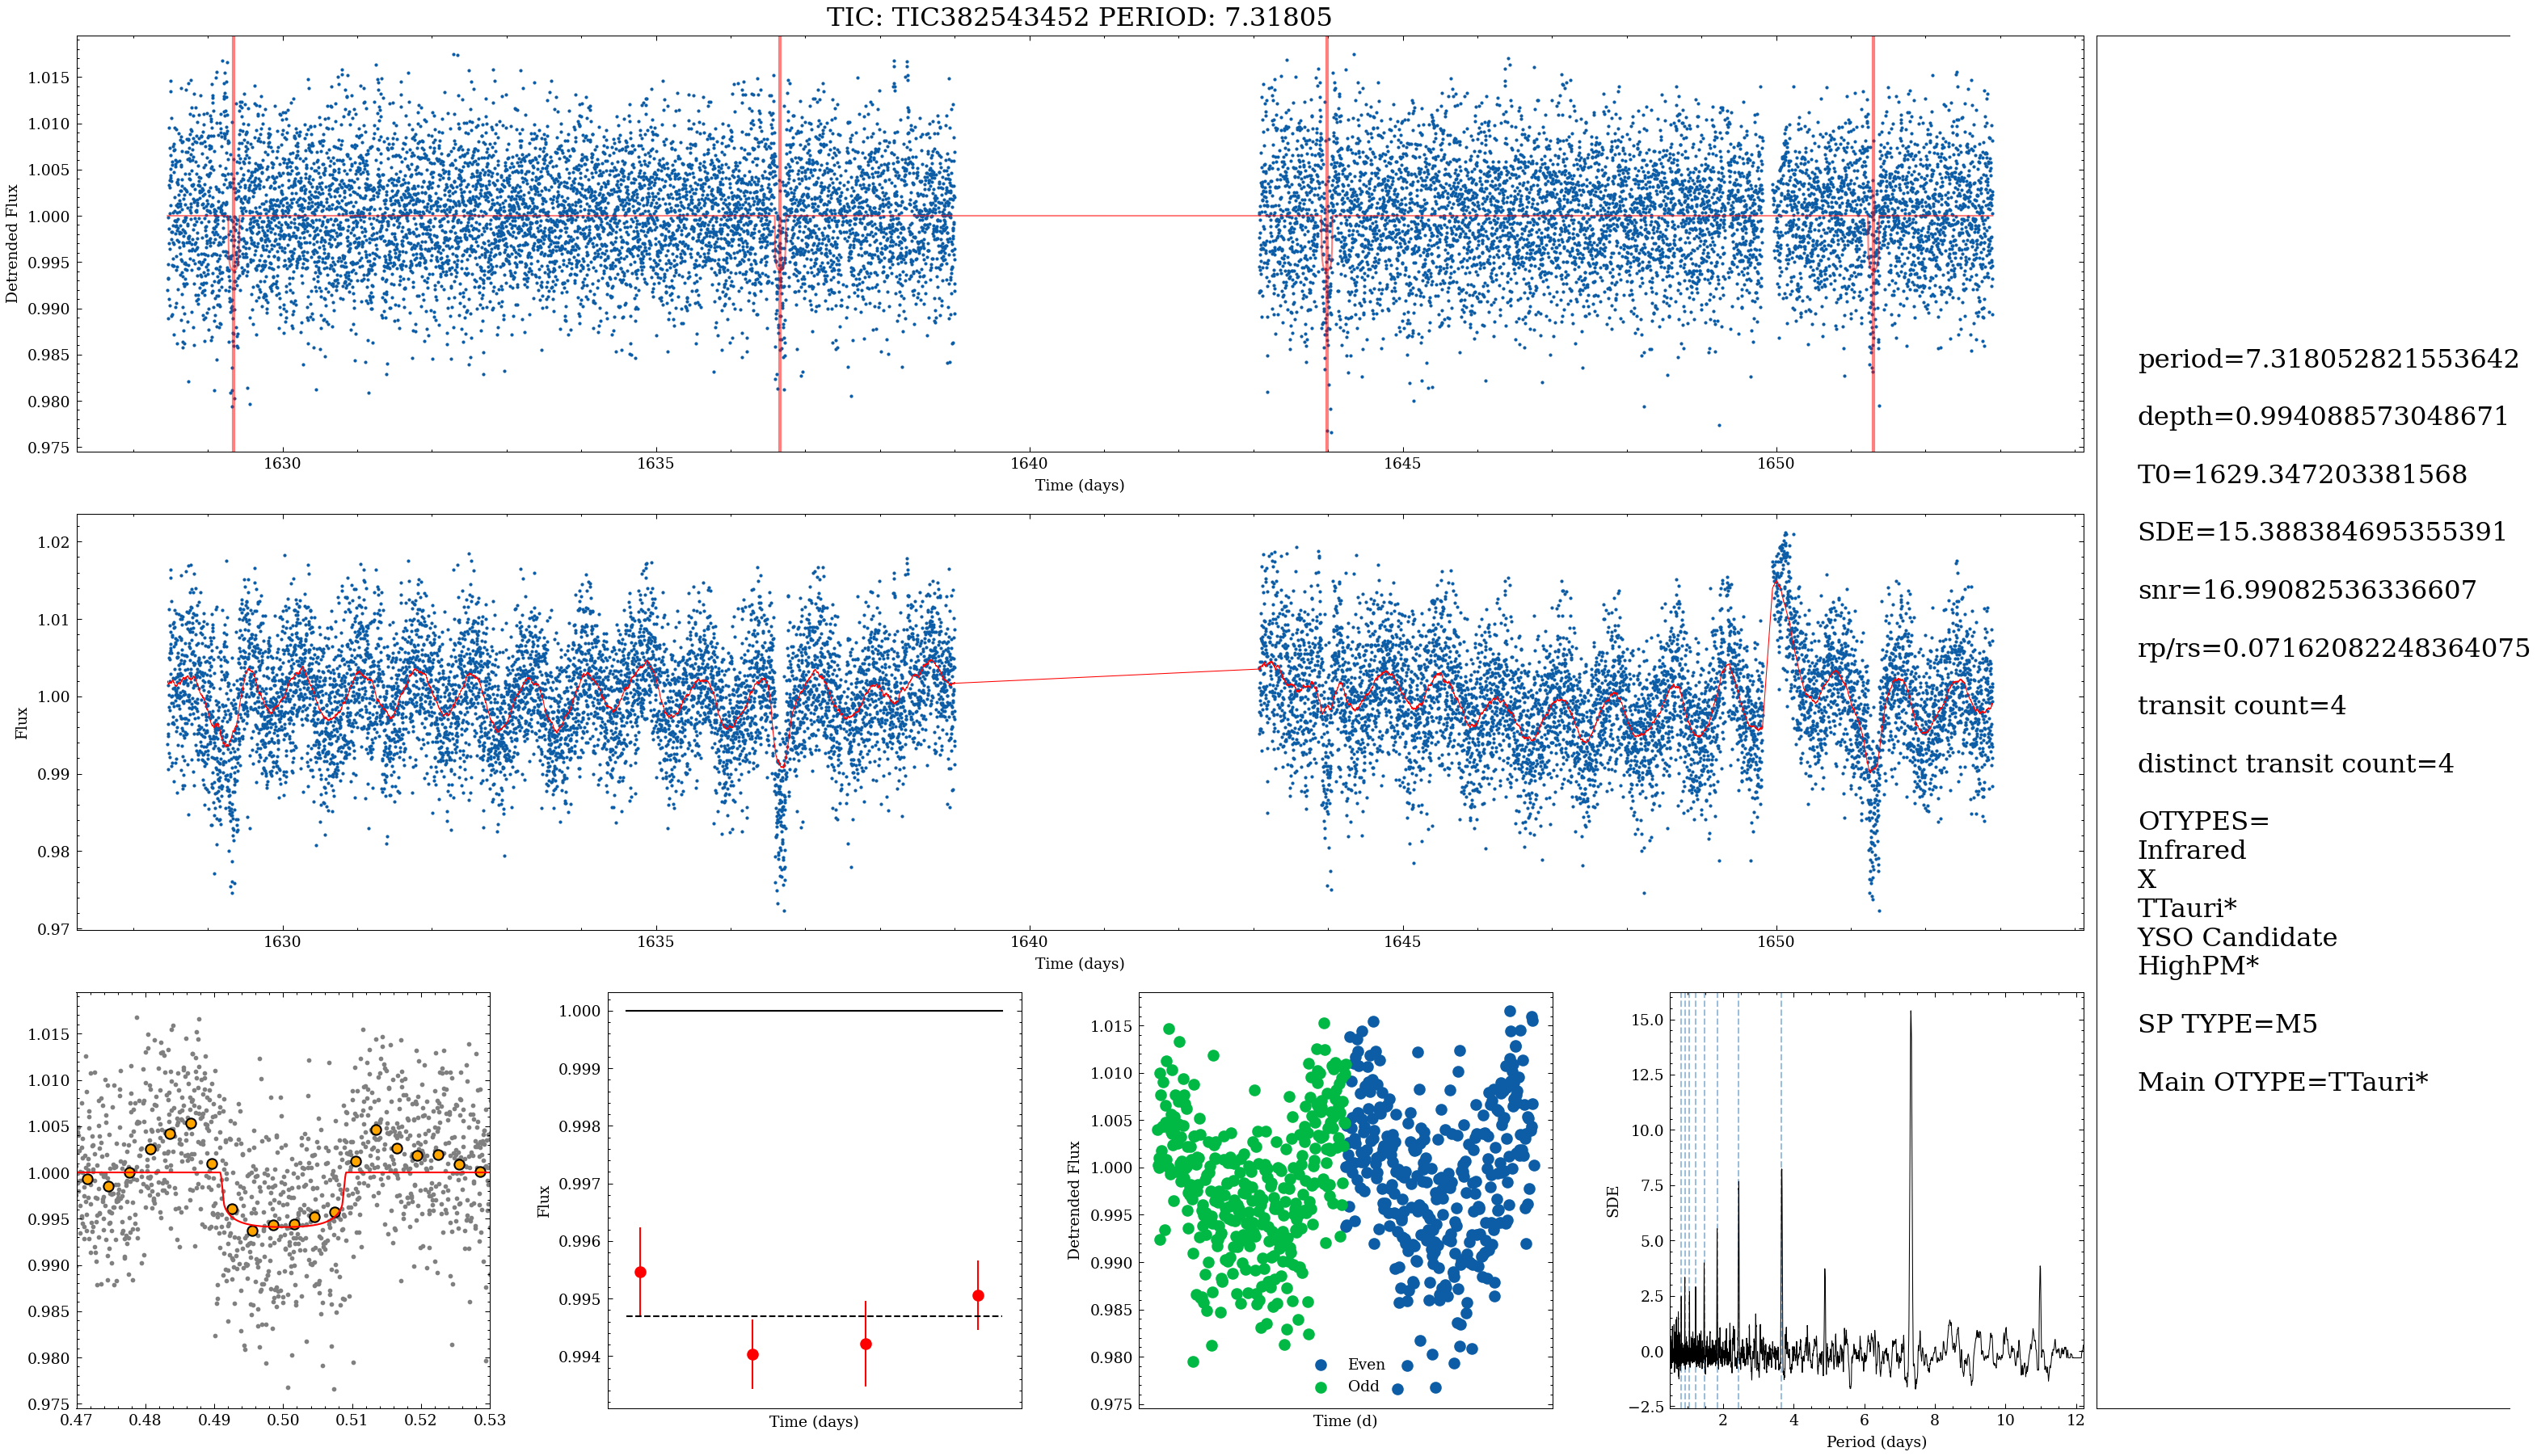 TIC: TIC382543452 PERIOD: 7.31805
1.015
1.010
1.005
1.000
0.995
0.990
0.985
0.980
0.975
Detrended Flux
1630
1635
1640
1645
1650
Time (days)
1.02
1.01
1.00
0.99
0.98
0.97
Flux
1630
1635
1640
1645
1650
Time (days)
1.015
1.010
1.005
1.000
0.995
0.990
0.985
0.980
0.975
0.47
0.48
0.49
0.50
0.51
0.52
0.53
1.000
0.999
0.998
0.997
0.996
0.995
0.994
Flux
Time (days)
1.015
1.010
1.005
1.000
0.995
0.990
0.985
0.980
0.975
Detrended Flux
Even
Odd
Time (d)
15.0
12.5
10.0
7.5
5.0
2.5
0.0
−2.5
SDE
2
4
6
8
10
12
Period (days)
period=7.318052821553642
depth=0.994088573048671
T0=1629.347203381568
SDE=15.388384695355391
snr=16.99082536336607
rp/rs=0.07162082248364075
transit count=4
distinct transit count=4
OTYPES=
Infrared
X
TTauri*
YSO Candidate
HighPM*
SP TYPE=M5
Main OTYPE=TTauri*